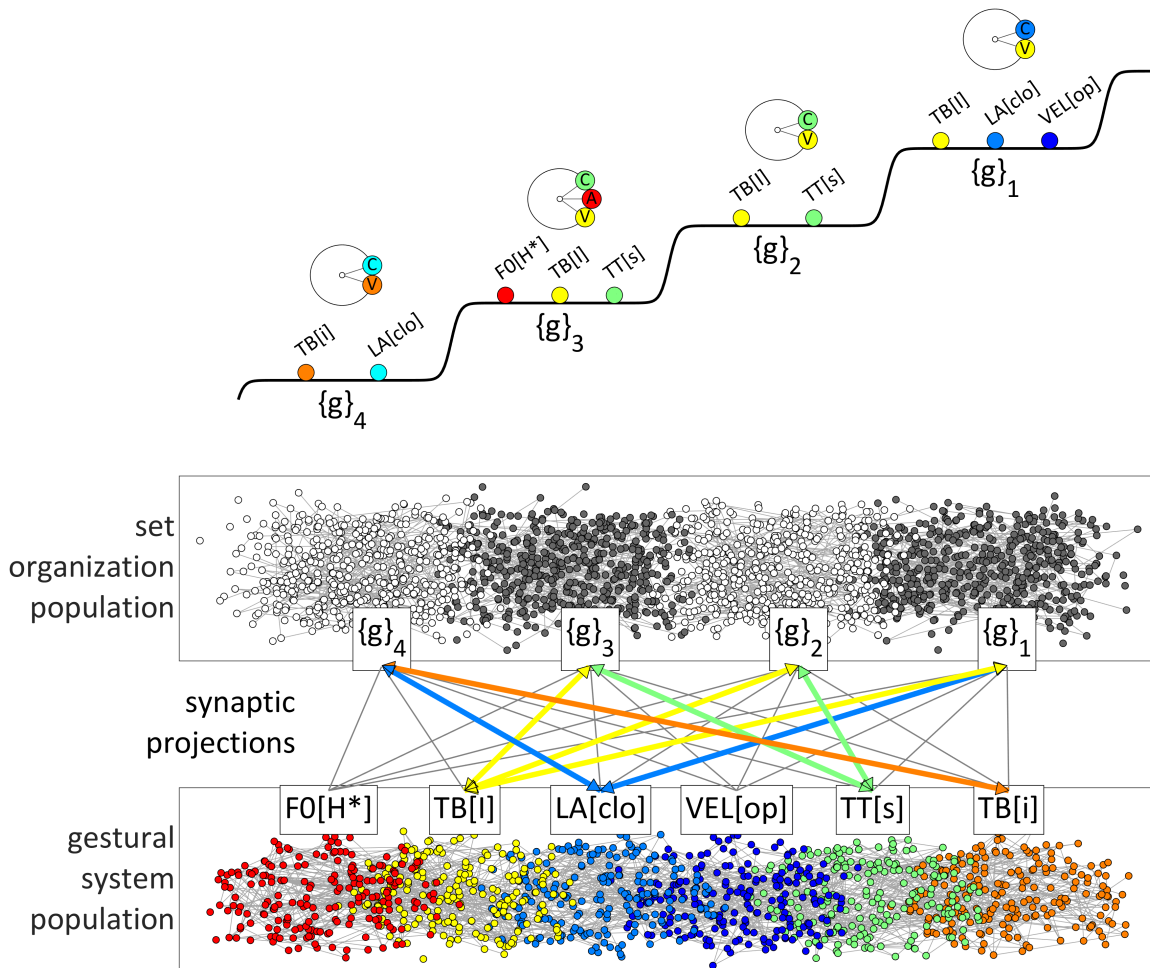 C
V
TB[I]
LA[clo]
VEL[op]
{g}1
C
V
TB[I]
TT[s]
{g}2
C
A
V
F0[H*]
TB[I]
TT[s]
{g}3
C
V
TB[i]
LA[clo]
{g}4
set
organization
population
{g}4 {g}3 {g}2 {g}1
synaptic
projections
F0[H*] TB[I] LA[clo] VEL[op] TT[s] TB[i]
gestural
system
population